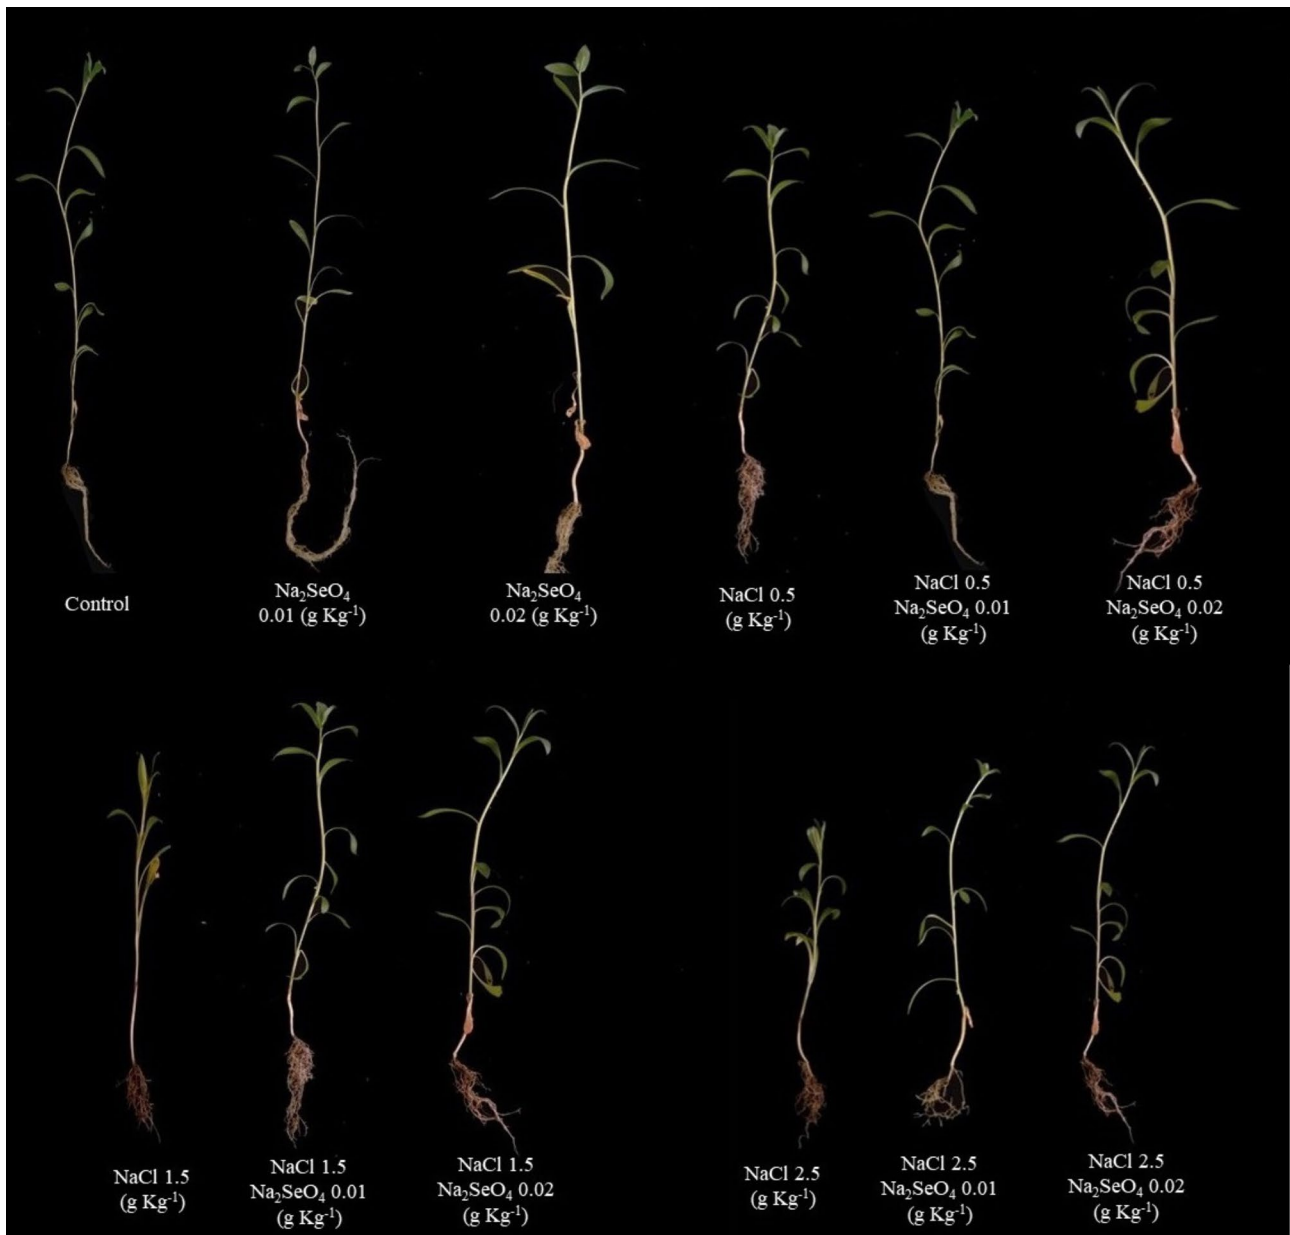 Control
Na₂SeO₄
0.01 (g Kg⁻¹)
Na₂SeO₄
0.02 (g Kg⁻¹)
NaCl 0.5
(g Kg⁻¹)
NaCl 0.5
Na₂SeO₄ 0.01
(g Kg⁻¹)
NaCl 0.5
Na₂SeO₄ 0.02
(g Kg⁻¹)
NaCl 1.5
(g Kg⁻¹)
NaCl 1.5
Na₂SeO₄ 0.01
(g Kg⁻¹)
NaCl 1.5
Na₂SeO₄ 0.02
(g Kg⁻¹)
NaCl 2.5
(g Kg⁻¹)
NaCl 2.5
Na₂SeO₄ 0.01
(g Kg⁻¹)
NaCl 2.5
Na₂SeO₄ 0.02
(g Kg⁻¹)